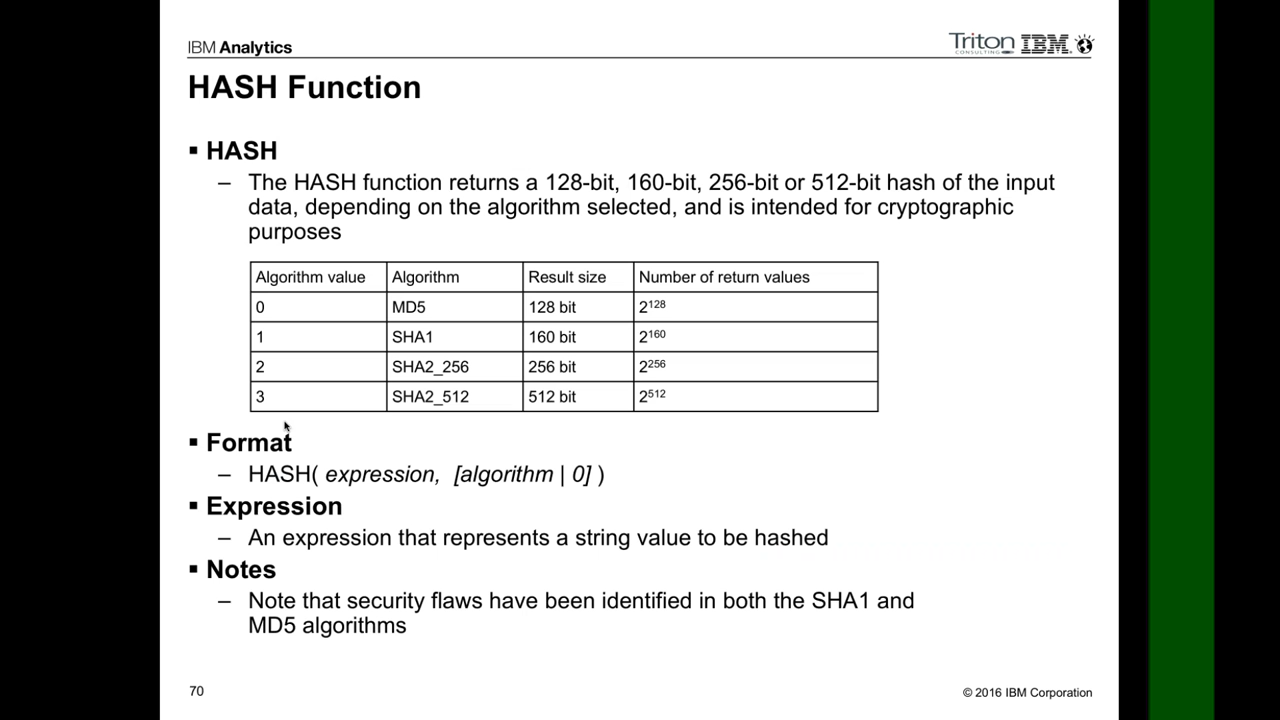 IBM Analytics
Triton
CONSULTING
IBM
HASH Function
▪ HASH
– The HASH function returns a 128-bit, 160-bit, 256-bit or 512-bit hash of the input
data, depending on the algorithm selected, and is intended for cryptographic
purposes
Algorithm value Algorithm Result size Number of return values
0 MD5 128 bit 2¹²⁸
1 SHA1 160 bit 2¹⁶⁰
2 SHA2_256 256 bit 2²⁵⁶
3 SHA2_512 512 bit 2⁵¹²
▪ Format
– HASH( expression, [algorithm | 0] )
▪ Expression
– An expression that represents a string value to be hashed
▪ Notes
– Note that security flaws have been identified in both the SHA1 and
MD5 algorithms
70
© 2016 IBM Corporation